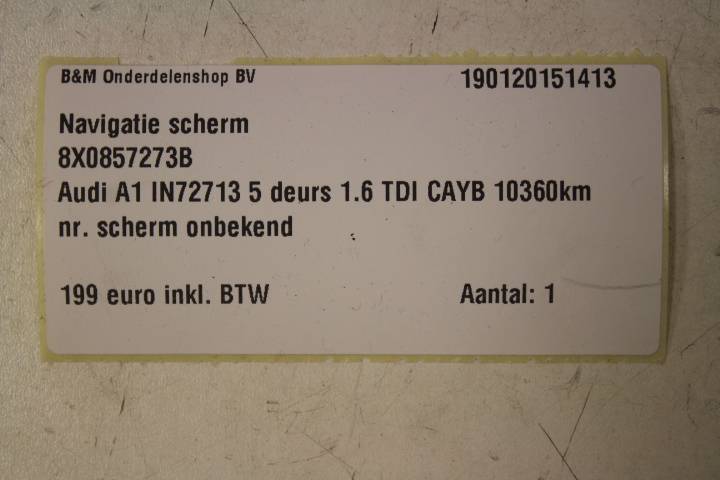 B&M Onderdelenshop BV 190120151413
Navigatie scherm
8X0857273B
Audi A1 IN72713 5 deurs 1.6 TDI CAYB 10360km
nr. scherm onbekend
199 euro inkl. BTW Aantal: 1